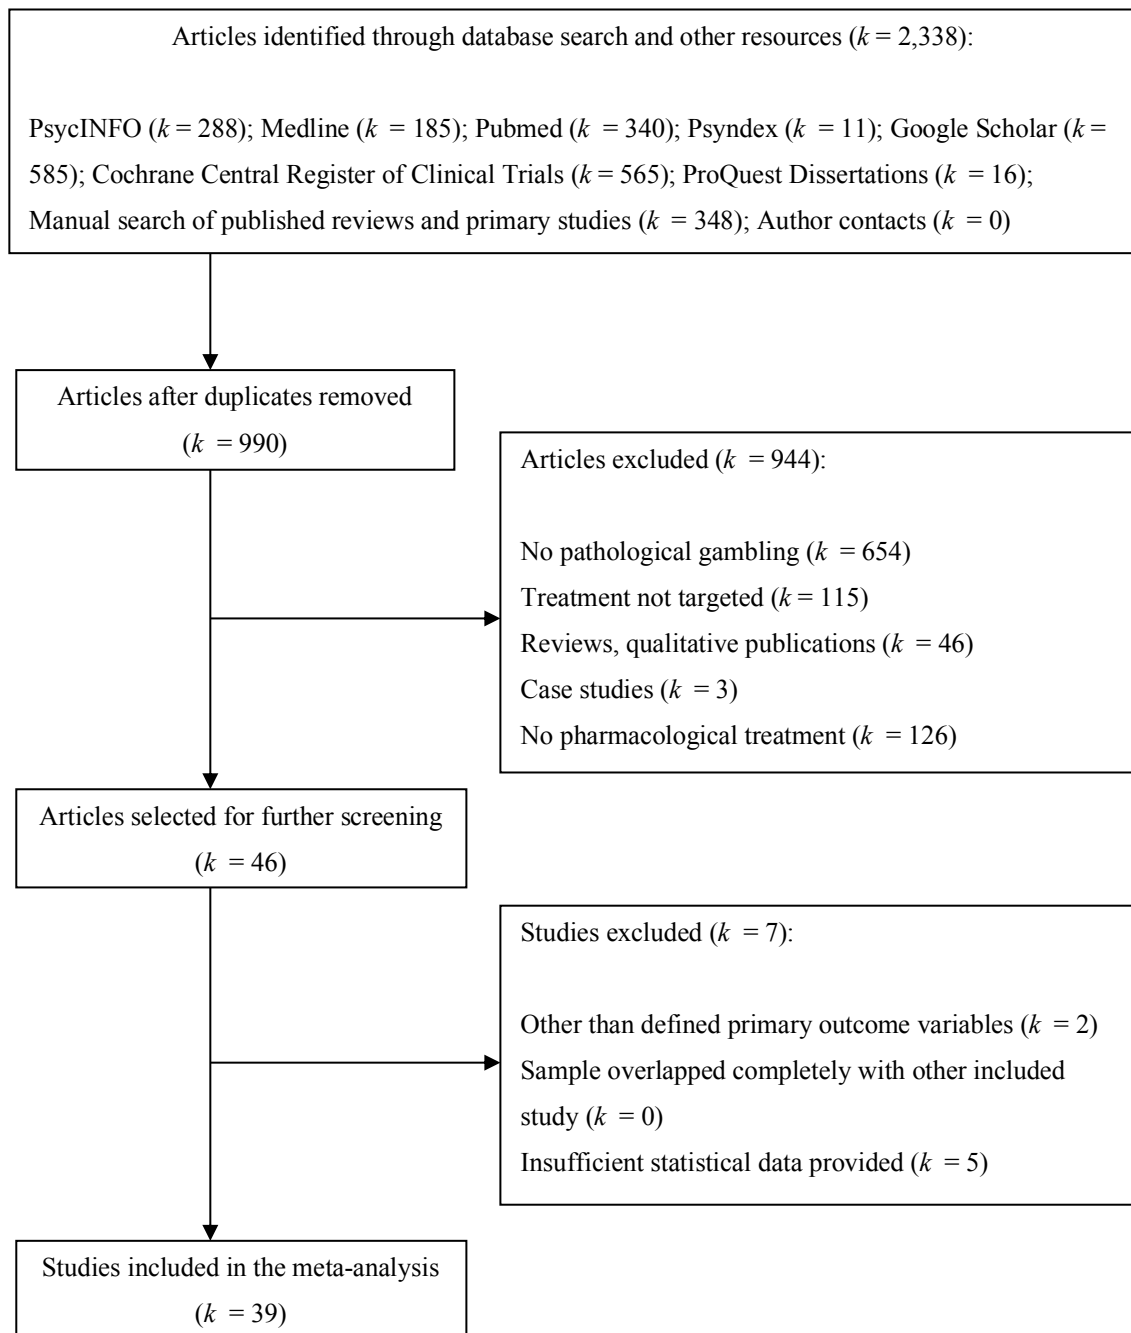 Articles identified through database search and other resources (k = 2,338):
PsycINFO (k = 288); Medline (k = 185); Pubmed (k = 340); Psyndex (k = 11); Google Scholar (k =
585); Cochrane Central Register of Clinical Trials (k = 565); ProQuest Dissertations (k = 16);
Manual search of published reviews and primary studies (k = 348); Author contacts (k = 0)
Articles after duplicates removed
(k = 990)
Articles excluded (k = 944):
No pathological gambling (k = 654)
Treatment not targeted (k = 115)
Reviews, qualitative publications (k = 46)
Case studies (k = 3)
No pharmacological treatment (k = 126)
Articles selected for further screening
(k = 46)
Studies excluded (k = 7):
Other than defined primary outcome variables (k = 2)
Sample overlapped completely with other included
study (k = 0)
Insufficient statistical data provided (k = 5)
Studies included in the meta-analysis
(k = 39)